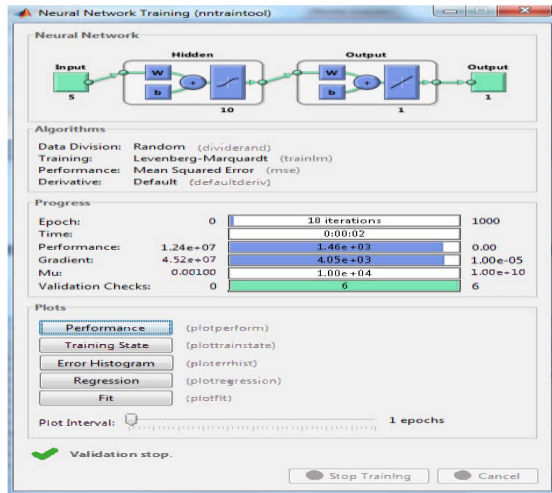 Neural Network Training (nntraintool)
Neural Network
Hidden Output
Input Output
W W
+ +
b b
5 10 1 1
Algorithms
Data Division: Random (dividerand)
Training: Levenberg-Marquardt (trainlm)
Performance: Mean Squared Error (mse)
Derivative: Default (defaultderiv)
Progress
Epoch: 0 18 iterations 1000
Time: 0:00:02
Performance: 1.24e+07 1.46e+03 0.00
Gradient: 4.52e+07 4.05e+03 1.00e-05
Mu: 0.00100 1.00e+04 1.00e+10
Validation Checks: 0 6 6
Plots
Performance (plotperform)
Training State (plottrainstate)
Error Histogram (ploterrhist)
Regression (plotregression)
Fit (plotfit)
Plot Interval: 1 epochs
Validation stop.
Stop Training Cancel